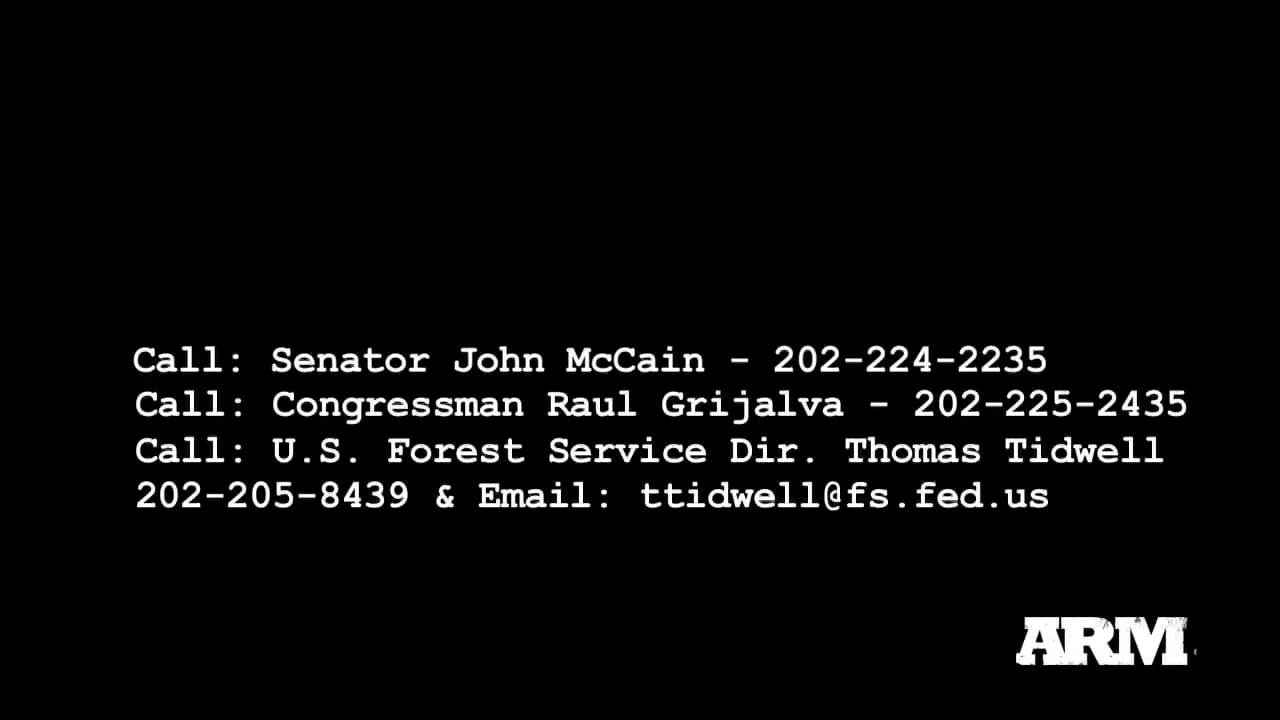 Call: Senator John McCain - 202-224-2235
Call: Congressman Raul Grijalva - 202-225-2435
Call: U.S. Forest Service Dir. Thomas Tidwell
202-205-8439 & Email: ttidwell@fs.fed.us
ARM